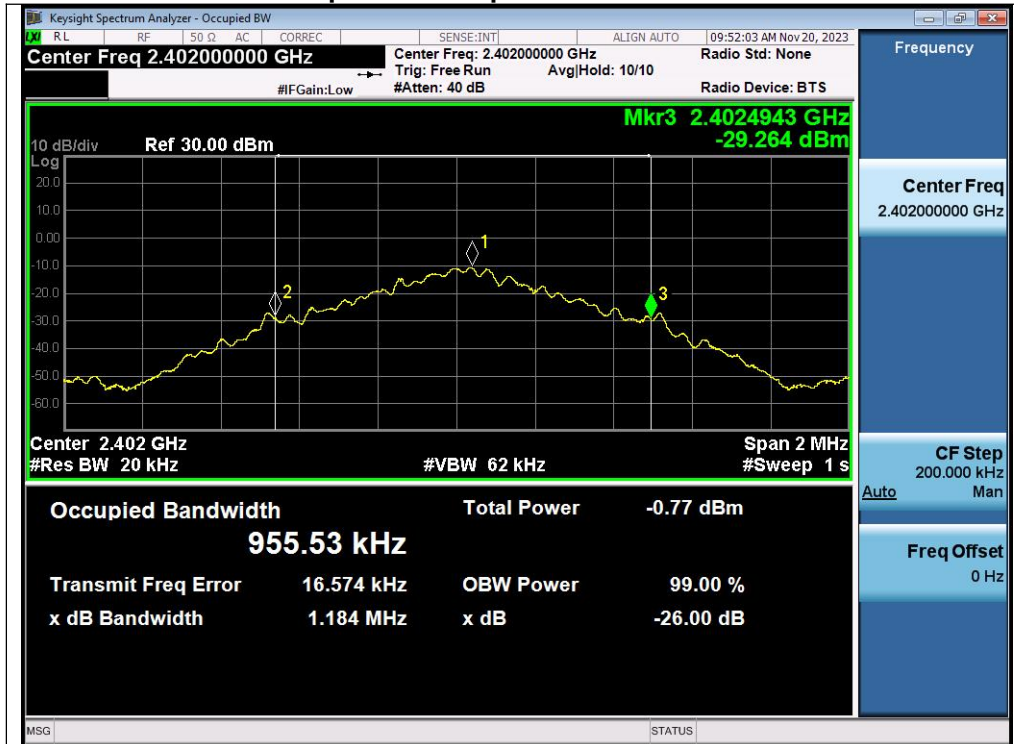 Keysight Spectrum Analyzer - Occupied BW
LXI RL RF 50 Ω AC CORREC SENSE:INT ALIGN AUTO 09:52:03 AM Nov 20, 2023
Center Freq 2.402000000 GHz
Center Freq: 2.402000000 GHz Radio Std: None
Trig: Free Run Avg|Hold: 10/10
#IFGain:Low #Atten: 40 dB Radio Device: BTS
Mkr3 2.4024943 GHz
-29.264 dBm
10 dB/div Ref 30.00 dBm
Log
20.0
10.0
0.00
-10.0
-20.0
-30.0
-40.0
-50.0
-60.0
1
2
3
Center 2.402 GHz Span 2 MHz
#Res BW 20 kHz #VBW 62 kHz #Sweep 1 s
Occupied Bandwidth Total Power -0.77 dBm
955.53 kHz
Transmit Freq Error 16.574 kHz OBW Power 99.00 %
x dB Bandwidth 1.184 MHz x dB -26.00 dB
MSG STATUS
Frequency
Center Freq
2.402000000 GHz
CF Step
200.000 kHz
Auto Man
Freq Offset
0 Hz